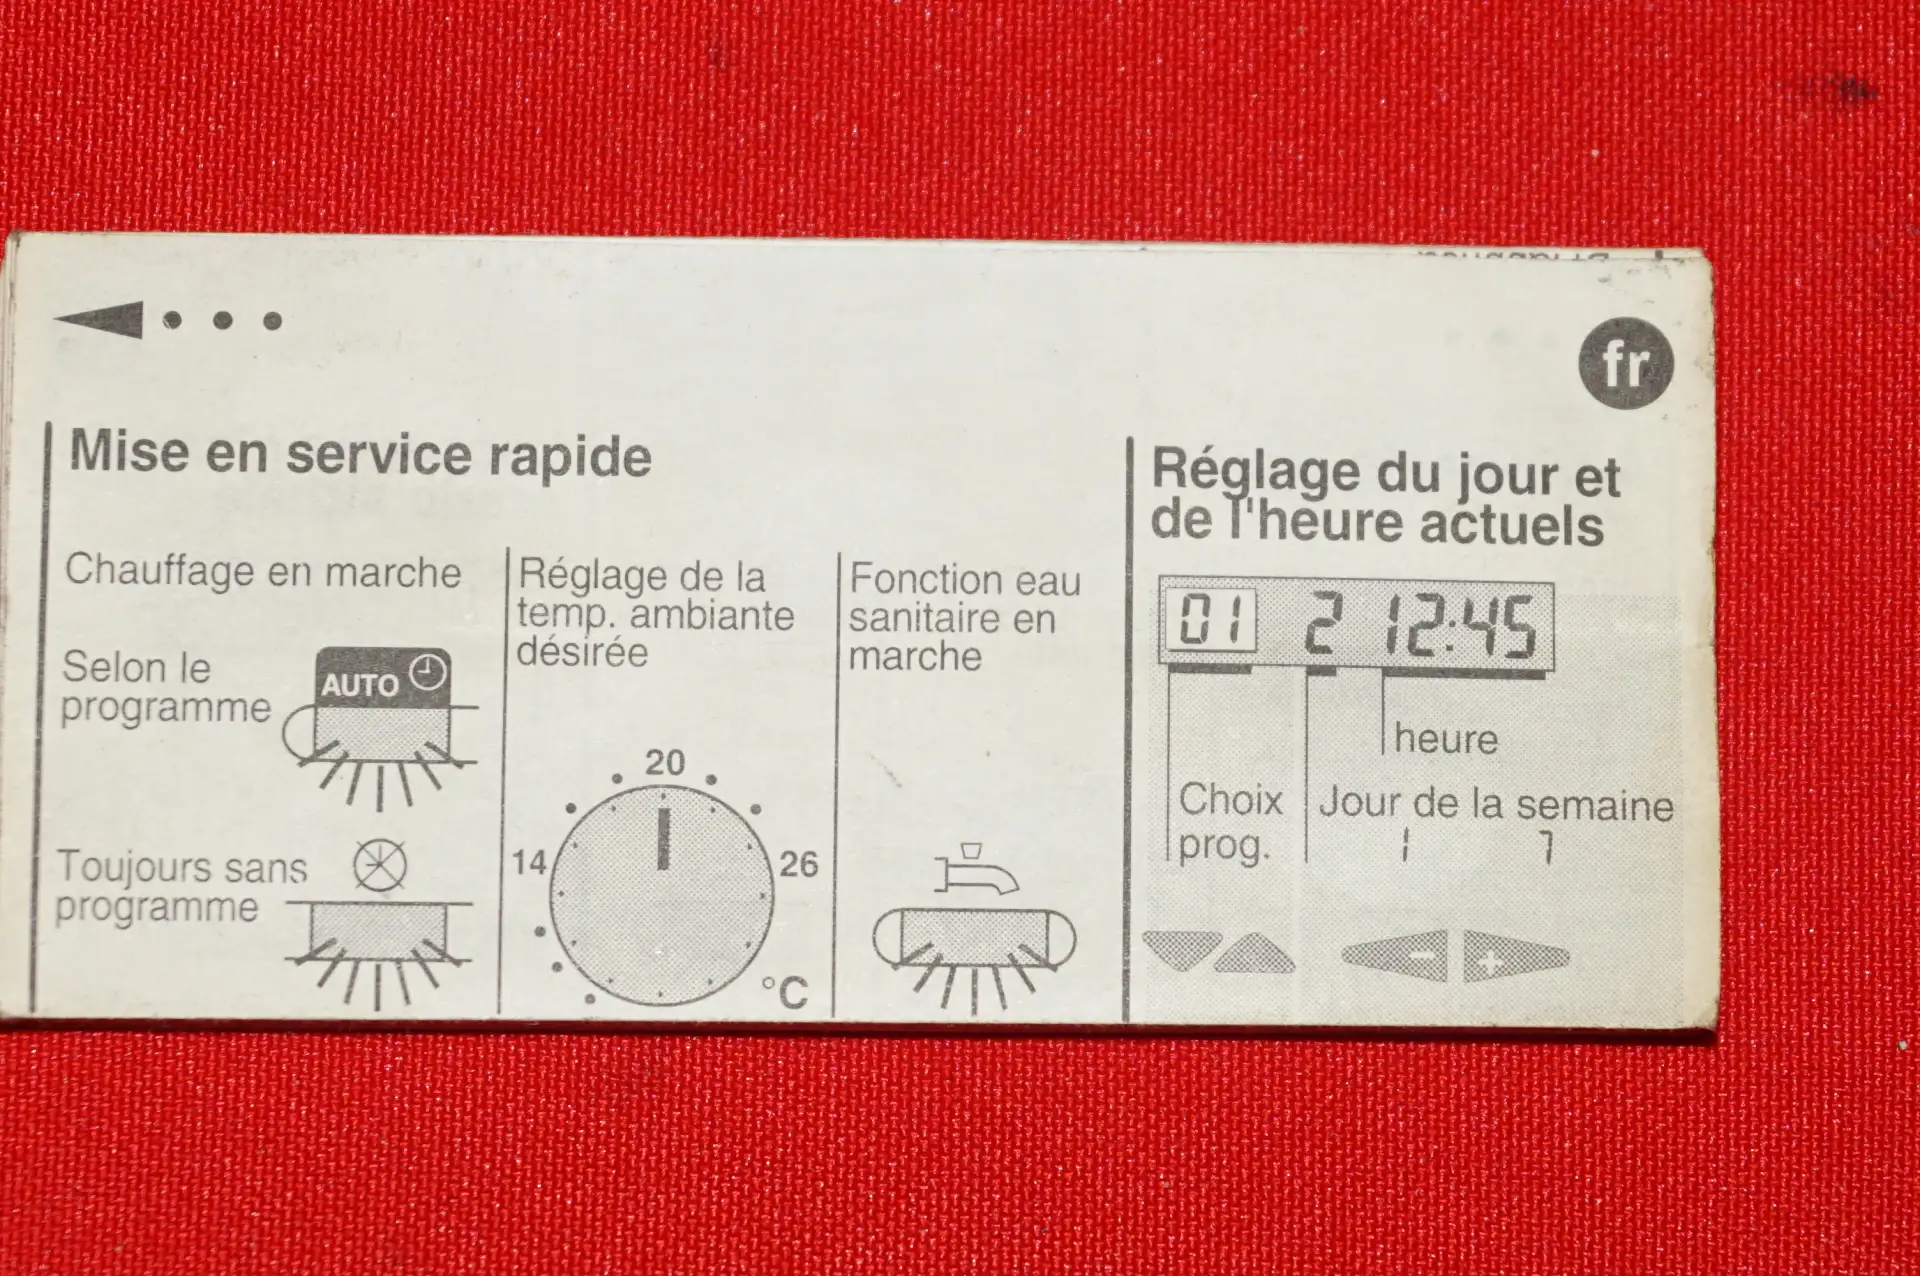 fr
Mise en service rapide
Chauffage en marche
Selon le
programme
AUTO
Toujours sans
programme
Réglage de la
temp. ambiante
désirée
20
14
26
°C
Fonction eau
sanitaire en
marche
Réglage du jour et
de l'heure actuels
01 2 12:45
heure
Choix
prog.
Jour de la semaine
1 7
- +